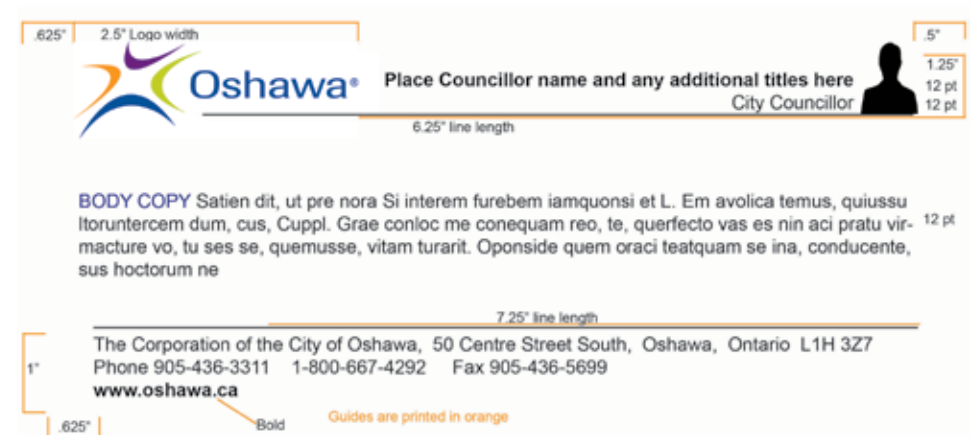 .625" 2.5" Logo width .5"
Oshawa®
Place Councillor name and any additional titles here
1.25"
12 pt
City Councillor
12 pt
6.25" line length
BODY COPY Satien dit, ut pre nora Si interem furebem iamquonsi et L. Em avolica temus, quiussu
ltoruntercem dum, cus, Cuppl. Grae conloc me conequam reo, te, querfecto vas es nin aci pratu vir-
12 pt
macture vo, tu ses se, quemusse, vitam turarit. Oponside quem oraci teatquam se ina, conducente,
sus hoctorum ne
7.25" line length
The Corporation of the City of Oshawa, 50 Centre Street South, Oshawa, Ontario L1H 3Z7
1"
Phone 905-436-3311 1-800-667-4292 Fax 905-436-5699
www.oshawa.ca
.625"
Bold
Guides are printed in orange